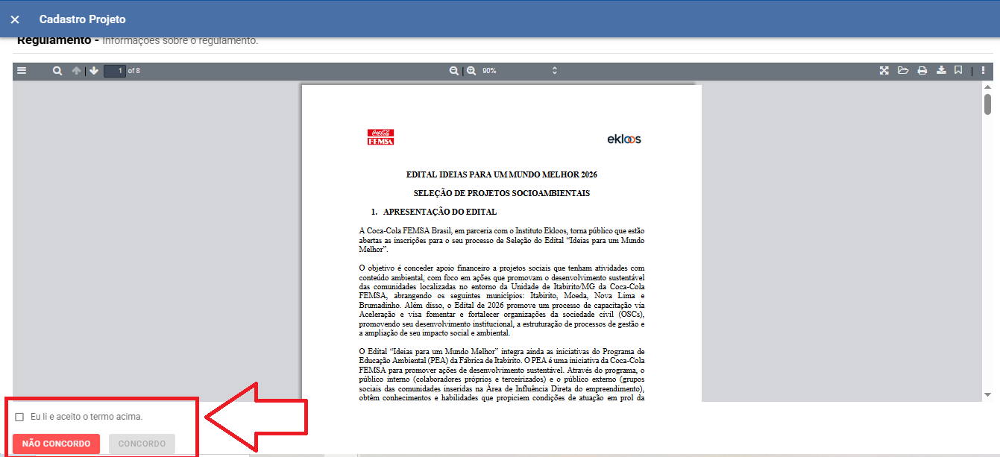 Cadastro Projeto
Regulamento - Informações sobre o regulamento.
1 of 8
90%
Coca-Cola
FEMSA
ekloos
EDITAL IDEIAS PARA UM MUNDO MELHOR 2026
SELEÇÃO DE PROJETOS SOCIOAMBIENTAIS
1. APRESENTAÇÃO DO EDITAL
A Coca-Cola FEMSA Brasil, em parceria com o Instituto Ekloos, torna público que estão
abertas as inscrições para o seu processo de Seleção do Edital “Ideias para um Mundo
Melhor”.
O objetivo é conceder apoio financeiro a projetos sociais que tenham atividades com
conteúdo ambiental, com foco em ações que promovam o desenvolvimento sustentável
das comunidades localizadas no entorno da Unidade de Itabirito/MG da Coca-Cola
FEMSA, abrangendo os seguintes municípios: Itabirito, Moeda, Nova Lima e
Brumadinho. Além disso, o Edital de 2026 promove um processo de capacitação via
Aceleração e visa fomentar e fortalecer organizações da sociedade civil (OSCs),
promovendo seu desenvolvimento institucional, a estruturação de processos de gestão e
a ampliação de seu impacto social e ambiental.
O Edital “Ideias para um Mundo Melhor” integra ainda as iniciativas do Programa de
Educação Ambiental (PEA) da Fábrica de Itabirito. O PEA é uma iniciativa da Coca-Cola
FEMSA para promover ações de desenvolvimento sustentável. Através do programa, o
público interno (colaboradores próprios e terceirizados) e o público externo (grupos
sociais das comunidades inseridas na Área de Influência Direta do empreendimento),
obtêm conhecimentos e habilidades que propiciem condições de atuação em prol da
Eu li e aceito o termo acima.
NÃO CONCORDO
CONCORDO